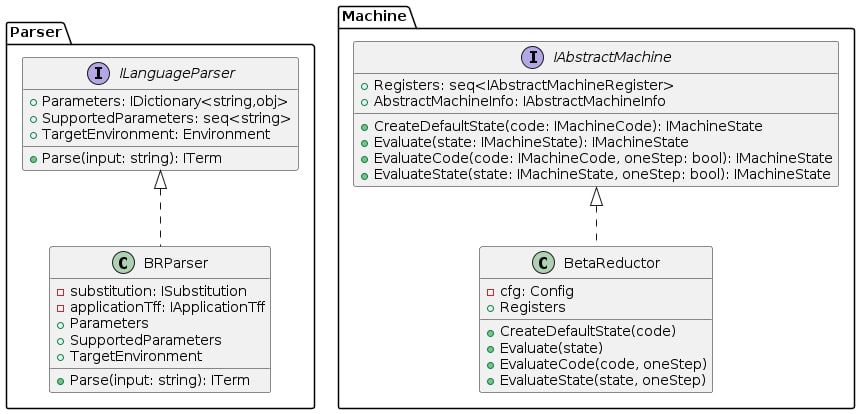 Parser
I ILanguageParser
Parameters: IDictionary<string,obj>
SupportedParameters: seq<string>
TargetEnvironment: Environment
Parse(input: string): ITerm
C BRParser
substitution: ISubstitution
applicationTff: IApplicationTff
Parameters
SupportedParameters
TargetEnvironment
Parse(input: string): ITerm
Machine
I IAbstractMachine
Registers: seq<IAbstractMachineRegister>
AbstractMachineInfo: IAbstractMachineInfo
CreateDefaultState(code: IMachineCode): IMachineState
Evaluate(state: IMachineState): IMachineState
EvaluateCode(code: IMachineCode, oneStep: bool): IMachineState
EvaluateState(state: IMachineState, oneStep: bool): IMachineState
C BetaReductor
cfg: Config
Registers
CreateDefaultState(code)
Evaluate(state)
EvaluateCode(code, oneStep)
EvaluateState(state, oneStep)